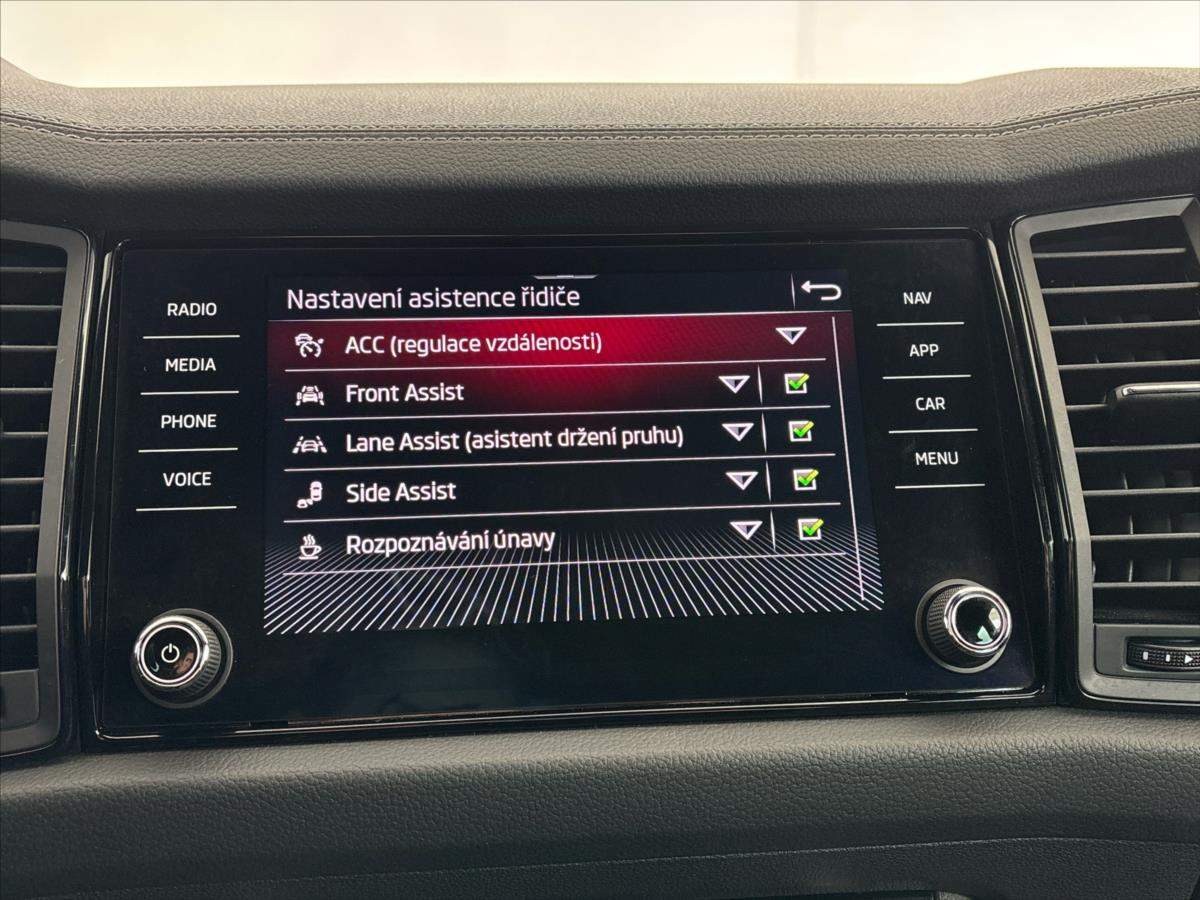 Nastavení asistence řidiče
ACC (regulace vzdálenosti)
Front Assist
Lane Assist (asistent držení pruhu)
Side Assist
Rozpoznávání únavy
RADIO
MEDIA
PHONE
VOICE
NAV
APP
CAR
MENU